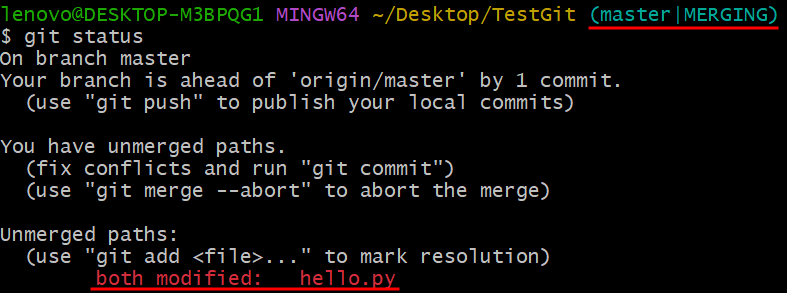 lenovo@DESKTOP-M3BPQG1 MINGW64 ~/Desktop/TestGit (master|MERGING)
$ git status
On branch master
Your branch is ahead of 'origin/master' by 1 commit.
  (use "git push" to publish your local commits)

You have unmerged paths.
  (fix conflicts and run "git commit")
  (use "git merge --abort" to abort the merge)

Unmerged paths:
  (use "git add <file>..." to mark resolution)
        both modified:   hello.py